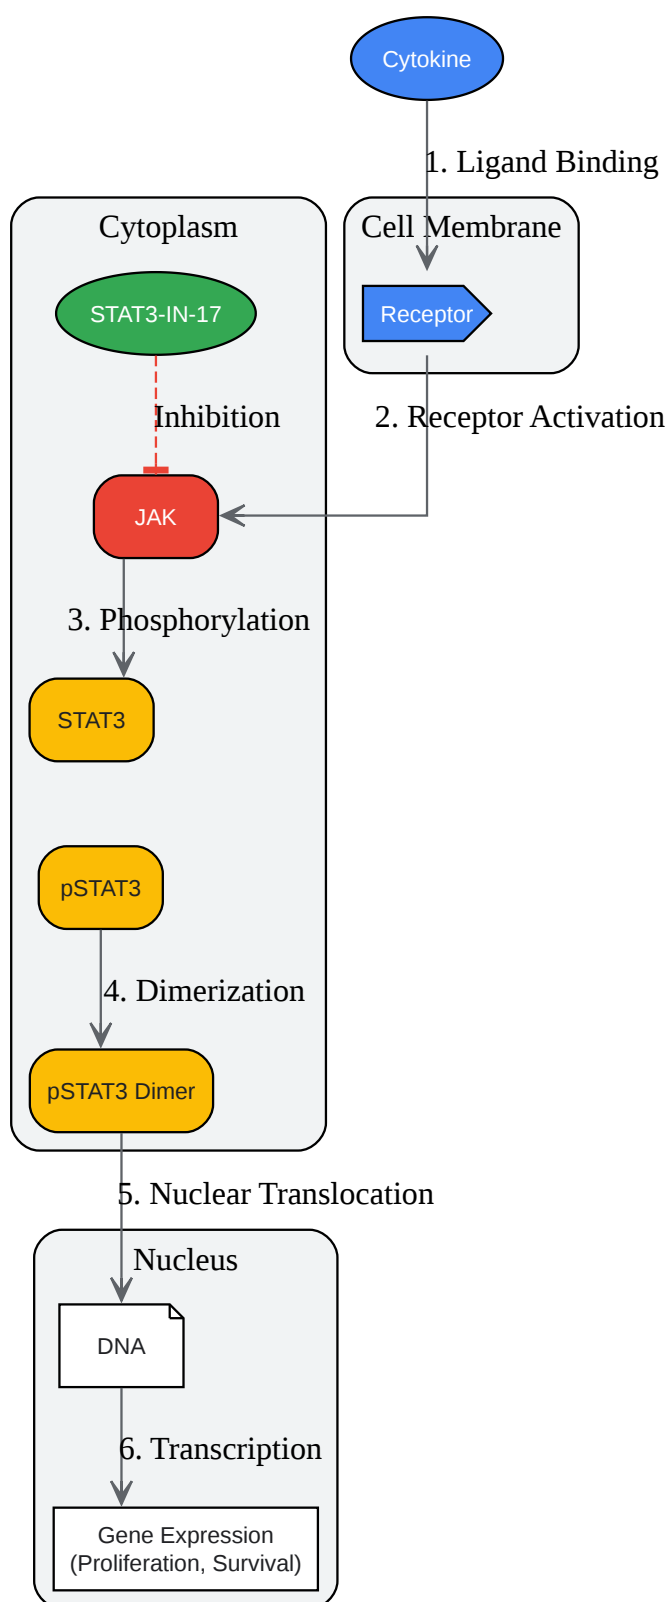 Cytokine
1. Ligand Binding
Cytoplasm
Cell Membrane
STAT3-IN-17
Receptor
Inhibition
2. Receptor Activation
JAK
3. Phosphorylation
STAT3
pSTAT3
4. Dimerization
pSTAT3 Dimer
5. Nuclear Translocation
Nucleus
DNA
6. Transcription
Gene Expression
(Proliferation, Survival)